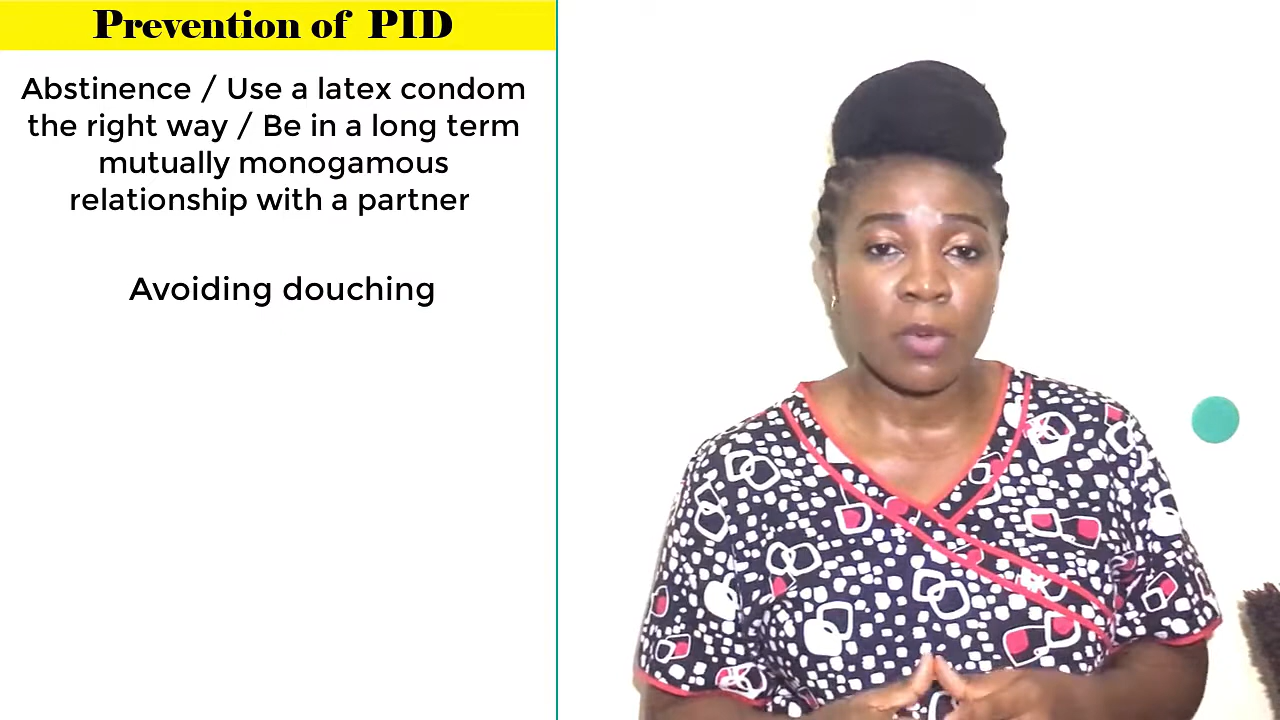 Prevention of PID
Abstinence / Use a latex condom
the right way / Be in a long term
mutually monogamous
relationship with a partner
Avoiding douching